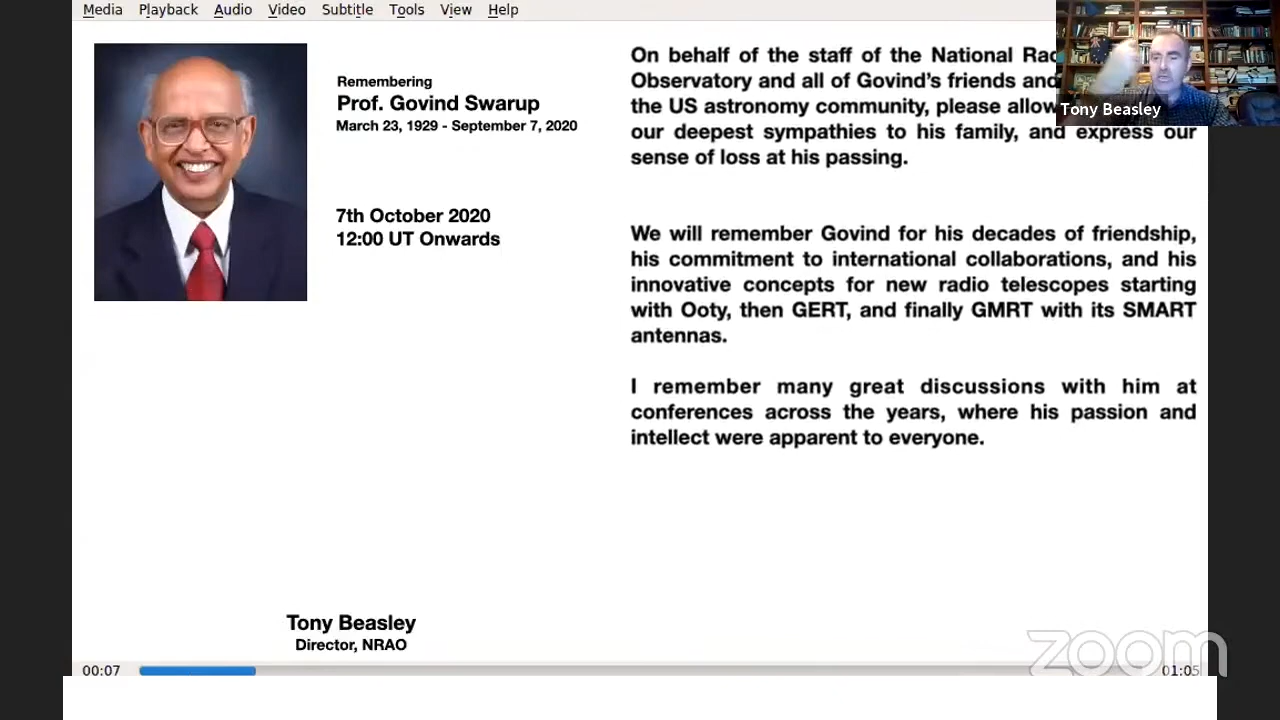 Media Playback Audio Video Subtitle Tools View Help
Remembering
Prof. Govind Swarup
March 23, 1929 - September 7, 2020
7th October 2020
12:00 UT Onwards
On behalf of the staff of the National
Observatory and all of Govind's friends and
the US astronomy community, please allow
our deepest sympathies to his family, and express our
sense of loss at his passing.
We will remember Govind for his decades of friendship,
his commitment to international collaborations, and his
innovative concepts for new radio telescopes starting
with Ooty, then GERT, and finally GMRT with its SMART
antennas.
I remember many great discussions with him at
conferences across the years, where his passion and
intellect were apparent to everyone.
Tony Beasley
Tony Beasley
Director, NRAO
00:07
01:05
zoom